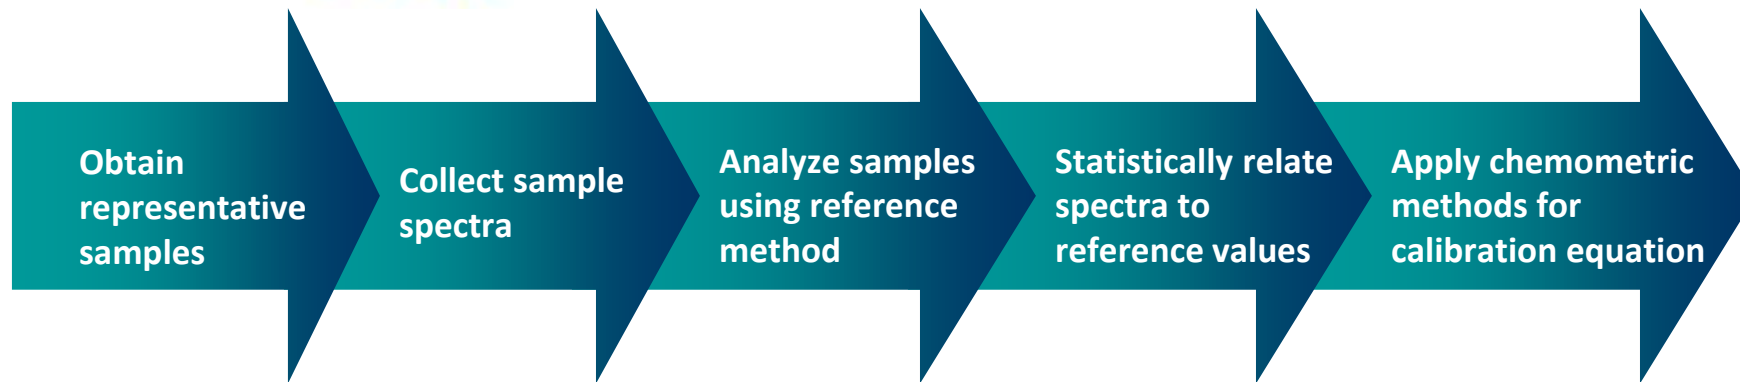 Obtain
representative
samples
Collect sample
spectra
Analyze samples
using reference
method
Statistically relate
spectra to
reference values
Apply chemometric
methods for
calibration equation